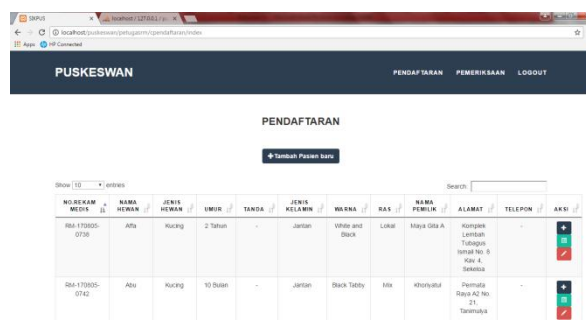 SIKPUS
localhost / 127.0.0.1 / p
localhost/puskeswan/petugasrm/cpendaftaran/index
Apps HP Connected
PUSKESWAN
PENDAFTARAN PEMERIKSAAN LOGOUT
PENDAFTARAN
+Tambah Pasien baru
Show 10 entries
Search:
NO.REKAM MEDIS NAMA HEWAN JENIS HEWAN UMUR TANDA JENIS KELAMIN WARNA RAS NAMA PEMILIK ALAMAT TELEPON AKSI
RM-170805-
0738
Affa Kucing 2 Tahun - Jantan White and
Black
Lokal Maya Gita A Komplek
Lembah
Tubagus
Ismail No. 6
Kav. 4,
Sekeloa
-
RM-170805-
0742
Abu Kucing 10 Bulan - Jantan Black Tabby Mix Khoriyatul Permata
Raya A2 No.
21,
Tanimulya
-